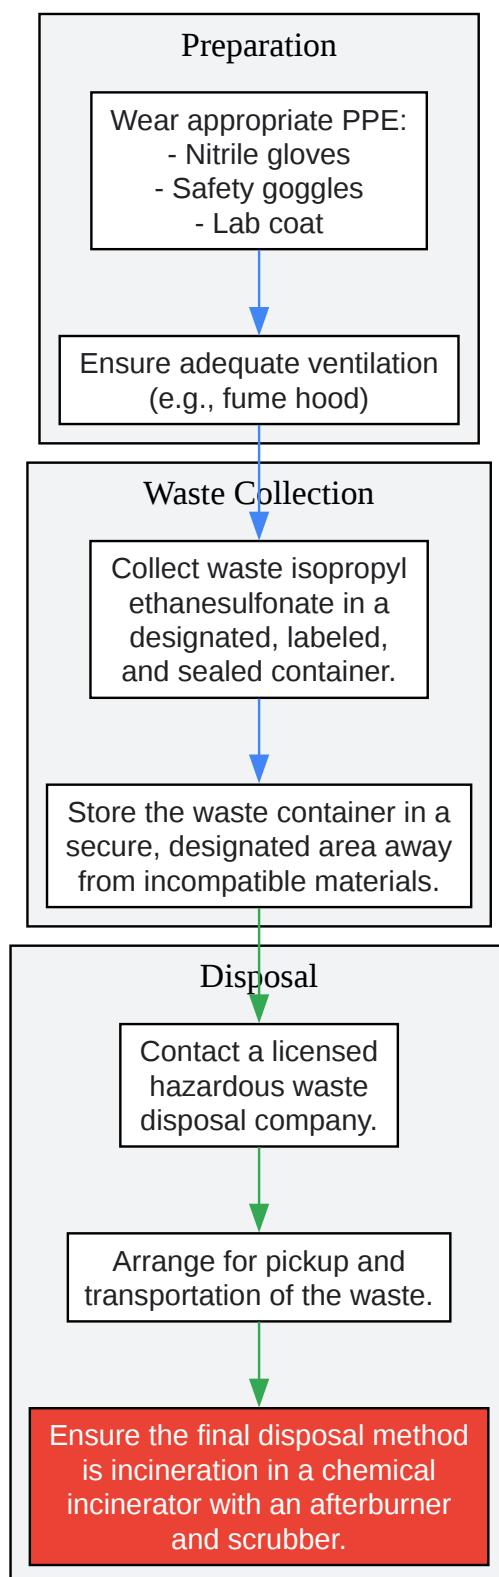 Preparation
Wear appropriate PPE:
- Nitrile gloves
- Safety goggles
- Lab coat
Ensure adequate ventilation
(e.g., fume hood)
Waste Collection
Collect waste isopropyl
ethanesulfonate in a
designated, labeled,
and sealed container.
Store the waste container in a
secure, designated area away
from incompatible materials.
Disposal
Contact a licensed
hazardous waste
disposal company.
Arrange for pickup and
transportation of the waste.
Ensure the final disposal method
is incineration in a chemical
incinerator with an afterburner
and scrubber.